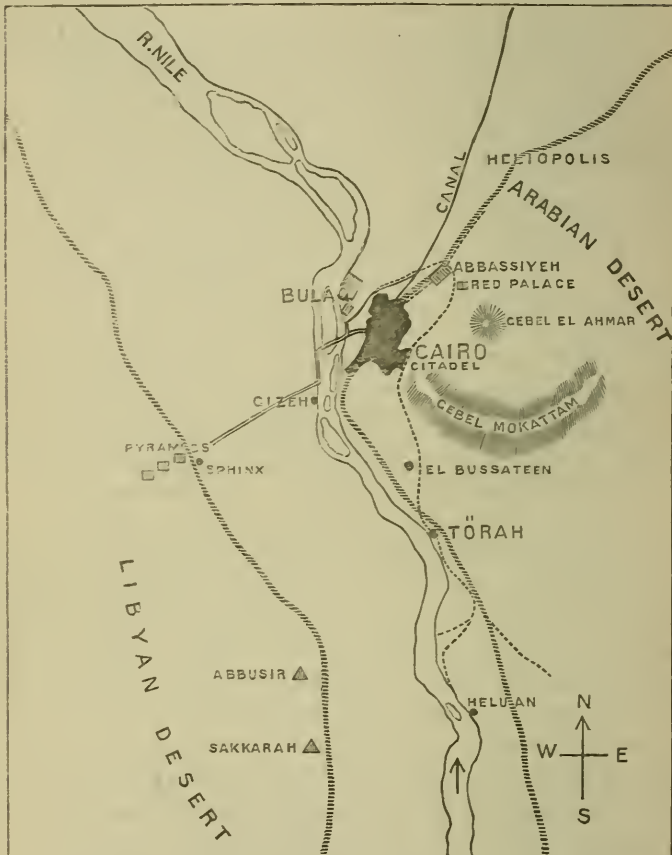 R. NILE
CANAL
HELIOPOLIS
ARABIAN DESERT
ABBASSIYEH
RED PALACE
BULAC
GEBEL EL AHMAR
CAIRO
CITADEL
GIZEH
GEBEL MOKATTAM
PYRAMIDS
SPHINX
EL BUSSATEEN
TÖRAH
LIBYAN DESERT
ABBUSIR
HELUAN
SAKKARAH
N
W E
S